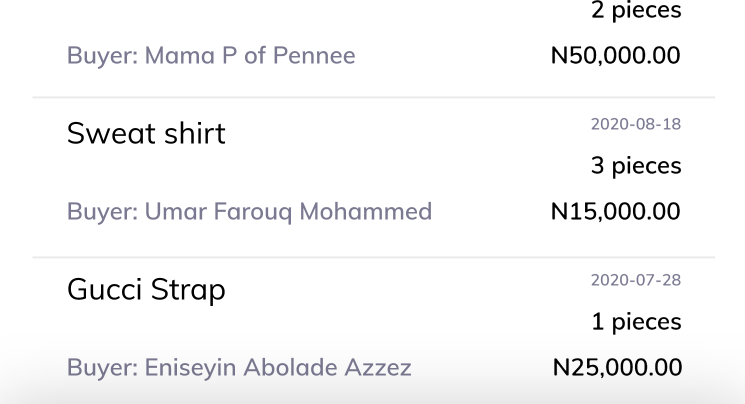 2 pieces
Buyer: Mama P of Pennee N50,000.00
Sweat shirt 2020-08-18
3 pieces
Buyer: Umar Farouq Mohammed N15,000.00
Gucci Strap 2020-07-28
1 pieces
Buyer: Eniseyin Abolade Azzez N25,000.00